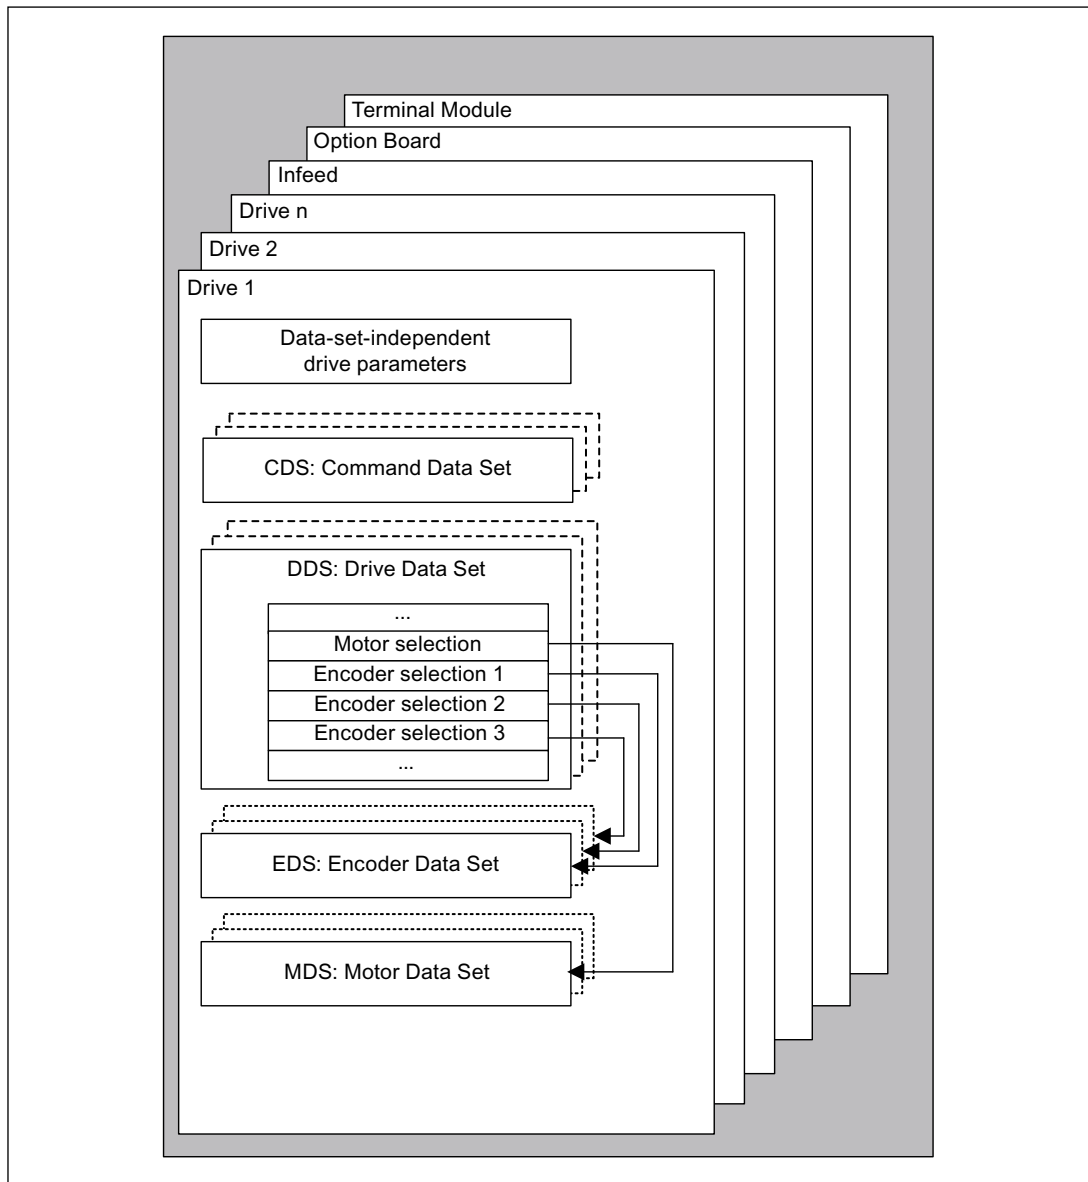 Terminal Module
Option Board
Infeed
Drive n
Drive 2
Drive 1
Data-set-independent
drive parameters
CDS: Command Data Set
DDS: Drive Data Set
...
Motor selection
Encoder selection 1
Encoder selection 2
Encoder selection 3
...
EDS: Encoder Data Set
MDS: Motor Data Set